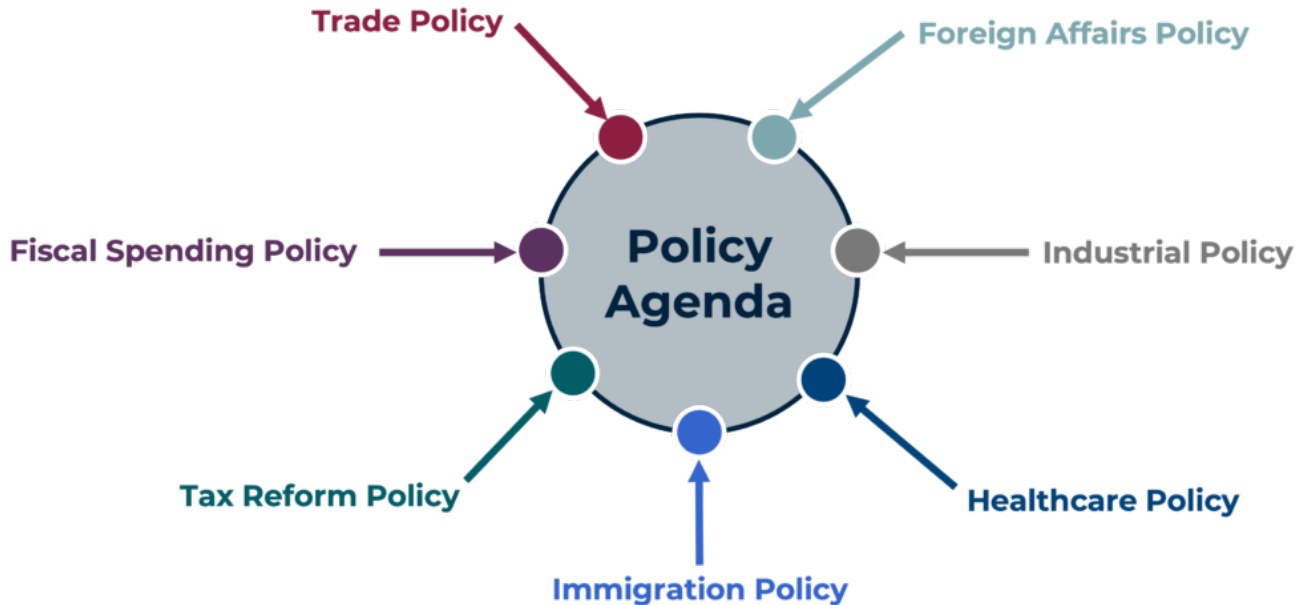 Trade Policy
Foreign Affairs Policy
Fiscal Spending Policy
Policy
Agenda
Industrial Policy
Tax Reform Policy
Healthcare Policy
Immigration Policy